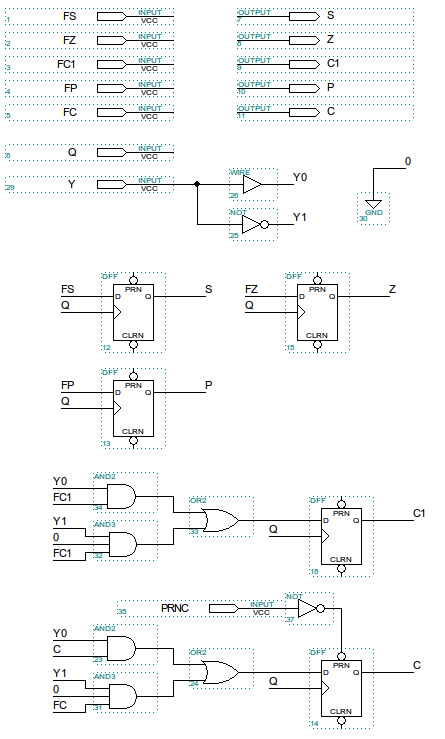 FS INPUT VCC 1
OUTPUT 7 S
FZ INPUT VCC 2
OUTPUT 8 Z
FC1 INPUT VCC 3
OUTPUT 9 C1
FP INPUT VCC 4
OUTPUT 10 P
FC INPUT VCC 5
OUTPUT 11 C
Q INPUT VCC 6
Y INPUT VCC 29
WIRE 26 Y0
NOT 25 Y1
0
GND 30
DFF
FS D PRN Q S
Q
CLRN
12
DFF
FZ D PRN Q Z
Q
CLRN
15
DFF
FP D PRN Q P
Q
CLRN
13
Y0 AND2
FC1 34
Y1 AND3
0
FC1 32
OR2
33
DFF
D PRN Q C1
Q
CLRN
16
35 PRNC INPUT VCC
NOT
37
Y0 AND2
C 23
Y1 AND3
0
FC 31
OR2
24
DFF
D PRN Q C
Q
CLRN
14